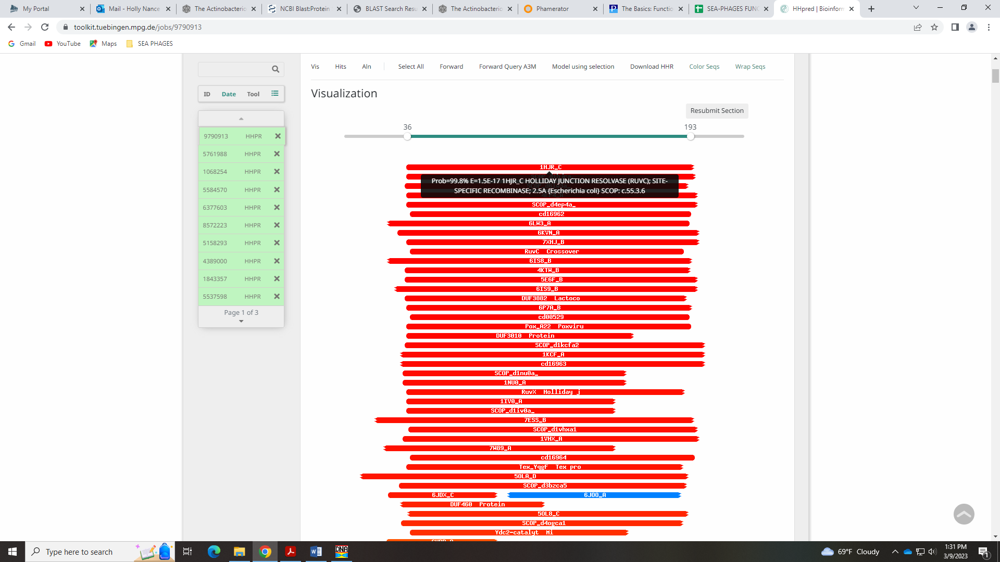 My Portal
Mail - Holly Nance
The Actinobacterio
NCBI Blast:Protein
BLAST Search Resu
The Actinobacterio
Phamerator
The Basics: Functio
SEA-PHAGES FUNC
HHpred | Bioinform
toolkit.tuebingen.mpg.de/jobs/9790913
Gmail YouTube Maps SEA PHAGES
Vis Hits Aln Select All Forward Forward Query A3M Model using selection Download HHR Color Seqs Wrap Seqs
ID Date Tool
Visualization
Resubmit Section
36 193
9790913 HHPR
5761988 HHPR
1068254 HHPR
5584570 HHPR
6377603 HHPR
8572223 HHPR
5158293 HHPR
4389000 HHPR
1843357 HHPR
5537598 HHPR
Page 1 of 3
1HJR_C
Prob=99.8% E=1.5E-17 1HJR_C HOLLIDAY JUNCTION RESOLVASE (RUVC); SITE-
SPECIFIC RECOMBINASE; 2.5A {Escherichia coli} SCOP: c.55.3.6
SCOP_d4ep4a_
cd16962
6LW3_A
6KVN_A
7XHJ_B
RuvC Crossover
6IS8_B
4KTW_B
5E6F_B
6IS9_B
DUF3882 Lactoco
6P7A_B
cd00529
Pox_A22 Poxviru
DUF3010 Protein
SCOP_d1kcfa2
1KCF_A
cd16963
SCOP_d1nu0a_
1NU0_A
RuvX Holliday j
1IV0_A
SCOP_d1iv0a_
7ESS_B
SCOP_d1vhxa1
1VHX_A
7W89_A
cd16964
Tex_YqgF Tex pro
5OLA_D
SCOP_d3bzca5
6JDX_C 6JOO_A
DUF460 Protein
5OL8_C
SCOP_d4ogca1
Ydc2-catalyt Mi
Type here to search
DNA
69°F Cloudy
1:31 PM
3/9/2023
1